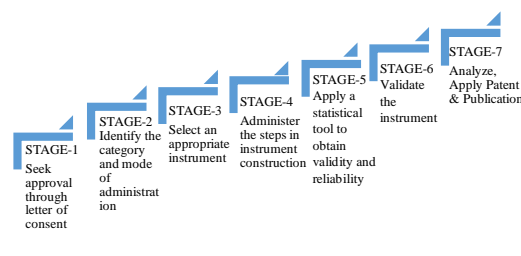 STAGE-1
Seek
approval
through
letter of
consent
STAGE-2
Identify the
category
and mode
of
administrat
ion
STAGE-3
Select an
appropriate
instrument
STAGE-4
Administer
the steps in
instrument
construction
STAGE-5
Apply a
statistical
tool to
obtain
validity and
reliability
STAGE-6
Validate
the
instrument
STAGE-7
Analyze,
Apply Patent
& Publication